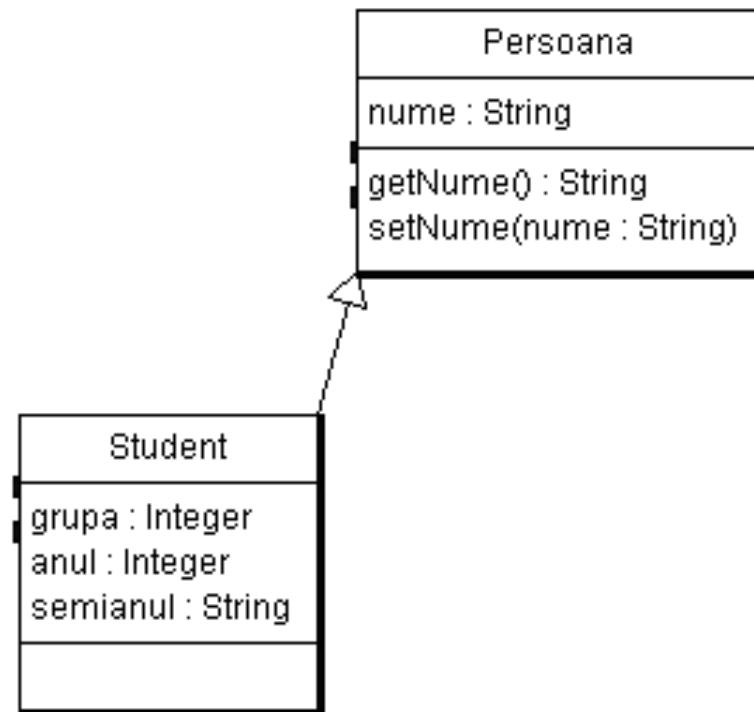 Persoana
nume : String
getNume() : String
setNume(nume : String)
Student
grupa : Integer
anul : Integer
semianul : String